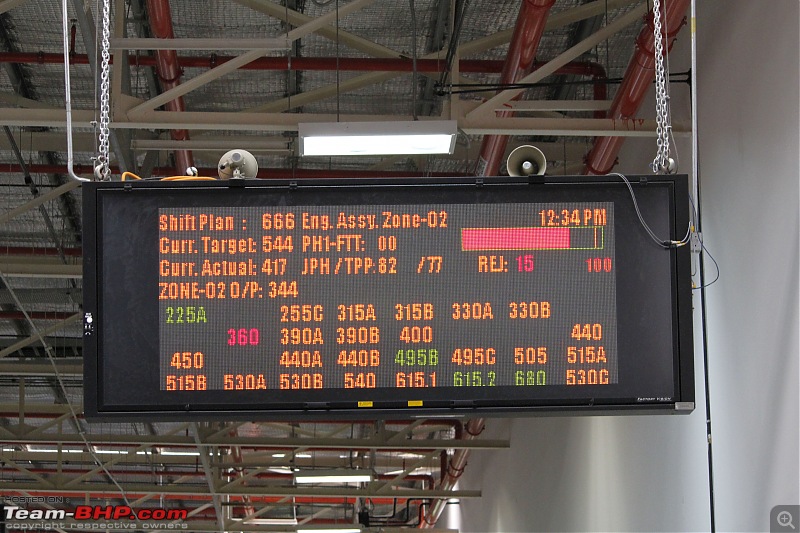 Shift Plan : 666 Eng. Assy. Zone-02 12:34 PM
Curr. Target: 544 PH1-FTT: 00
Curr. Actual: 417 JPH / TPP: 82 / 77 REJ: 15 100
ZONE-02 O/P: 344
225A 255C 315A 315B 330A 330B
360 390A 390B 400 440
450 440A 440B 495B 495C 505 515A
515B 530A 530B 540 615.1 615.2 680 530C
HOSTED ON :
Team-BHP.com
copyright respective owners